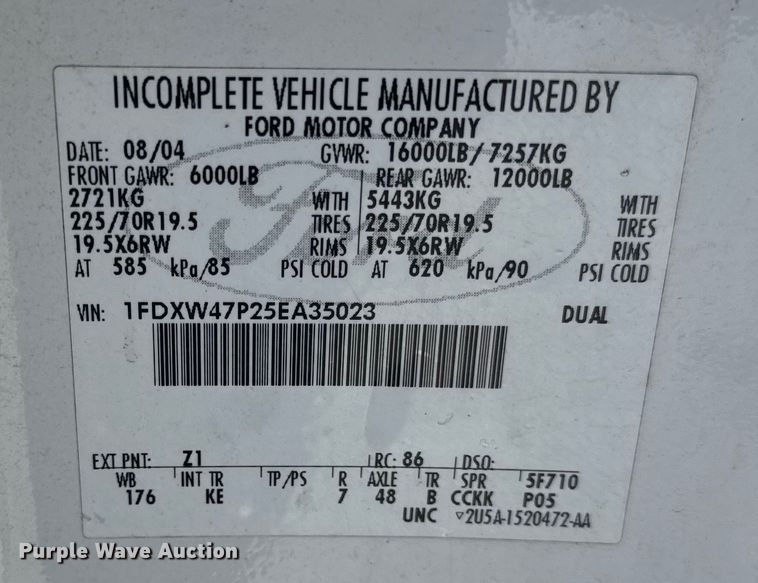 INCOMPLETE VEHICLE MANUFACTURED BY
FORD MOTOR COMPANY
DATE: 08/04 GVWR: 16000LB/ 7257KG
FRONT GAWR: 6000LB REAR GAWR: 12000LB
2721KG WITH 5443KG WITH
225/70R19.5 TIRES 225/70R19.5 TIRES
19.5X6RW RIMS 19.5X6RW RIMS
AT 585 kPa/85 PSI COLD AT 620 kPa/90 PSI COLD
VIN: 1FDXW47P25EA35023 DUAL
Ford
EXT PNT: Z1 RC: 86 DSO:
WB INT TR TP/PS R AXLE TR SPR 5F710
176 KE 7 48 B CCKK P05
UNC ▽2U5A-1520472-AA
Purple Wave Auction